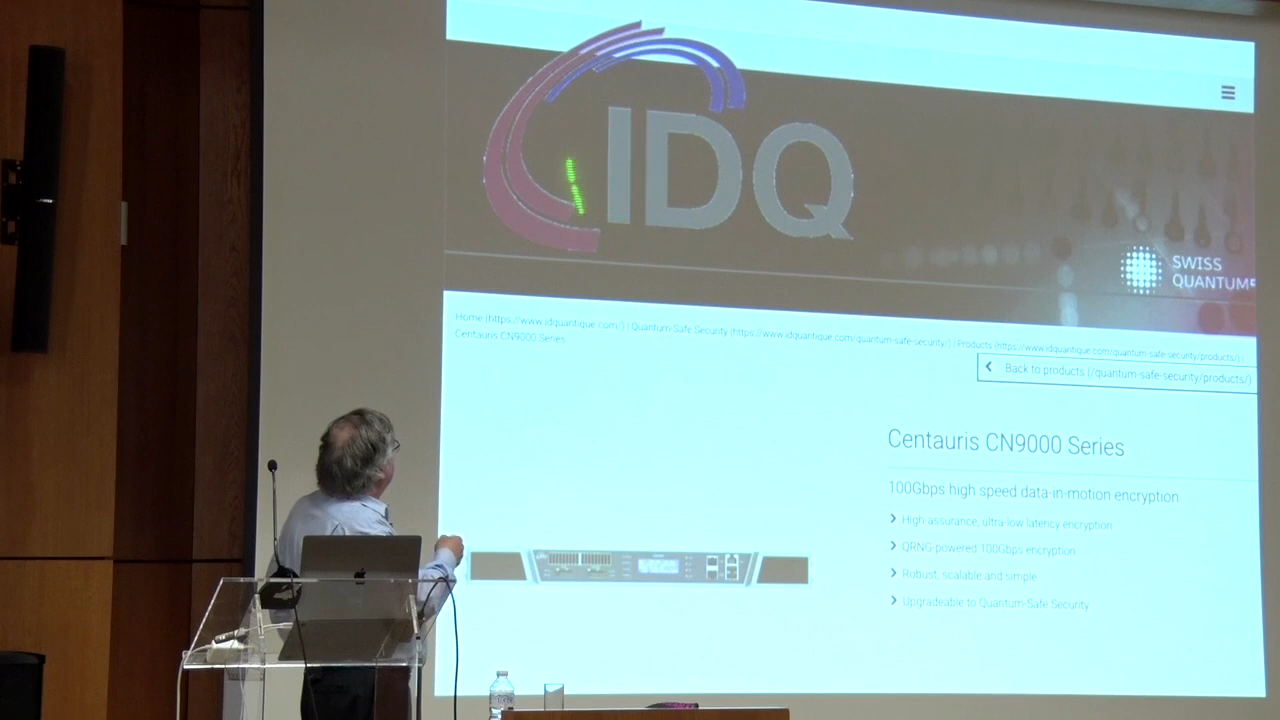 IDQ
SWISS
QUANTUM
Home (https://www.idquantique.com/) | Quantum-Safe Security (https://www.idquantique.com/quantum-safe-security/) | Products (https://www.idquantique.com/quantum-safe-security/products/) |
Centauris CN9000 Series
Back to products (/quantum-safe-security/products/)
Centauris CN9000 Series
100Gbps high speed data-in-motion encryption
High assurance, ultra-low latency encryption
QRNG-powered 100Gbps encryption
Robust, scalable and simple
Upgradeable to Quantum-Safe Security